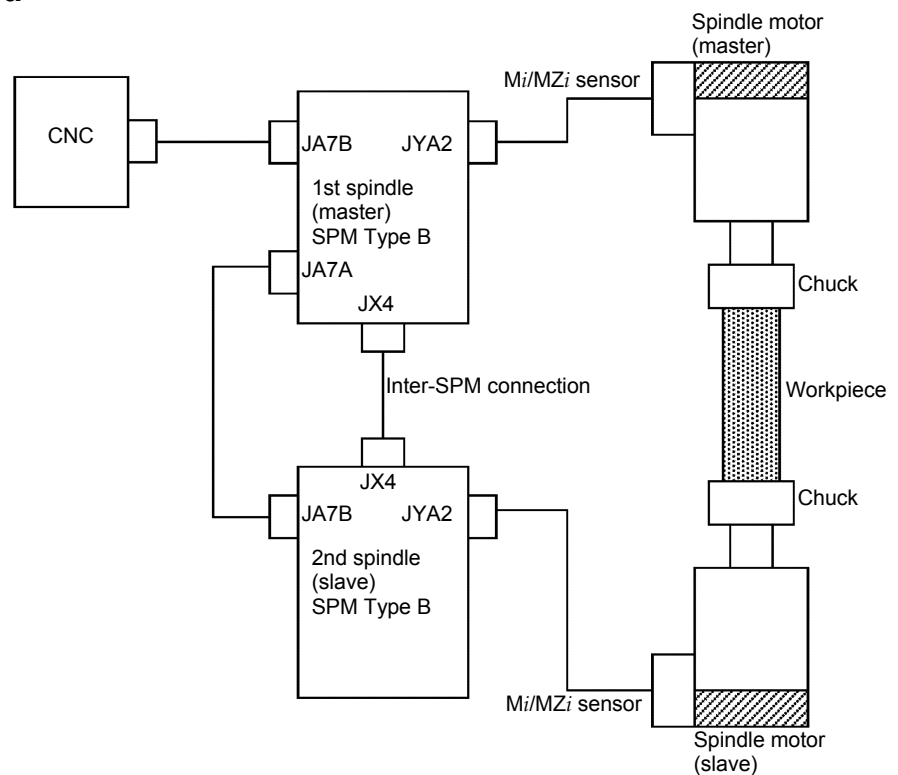 Spindle motor
(master)
Mi/MZi sensor
CNC
JA7B
JYA2
1st spindle
(master)
SPM Type B
JA7A
JX4
Chuck
Inter-SPM connection
Workpiece
JX4
Chuck
JA7B
JYA2
2nd spindle
(slave)
SPM Type B
Mi/MZi sensor
Spindle motor
(slave)